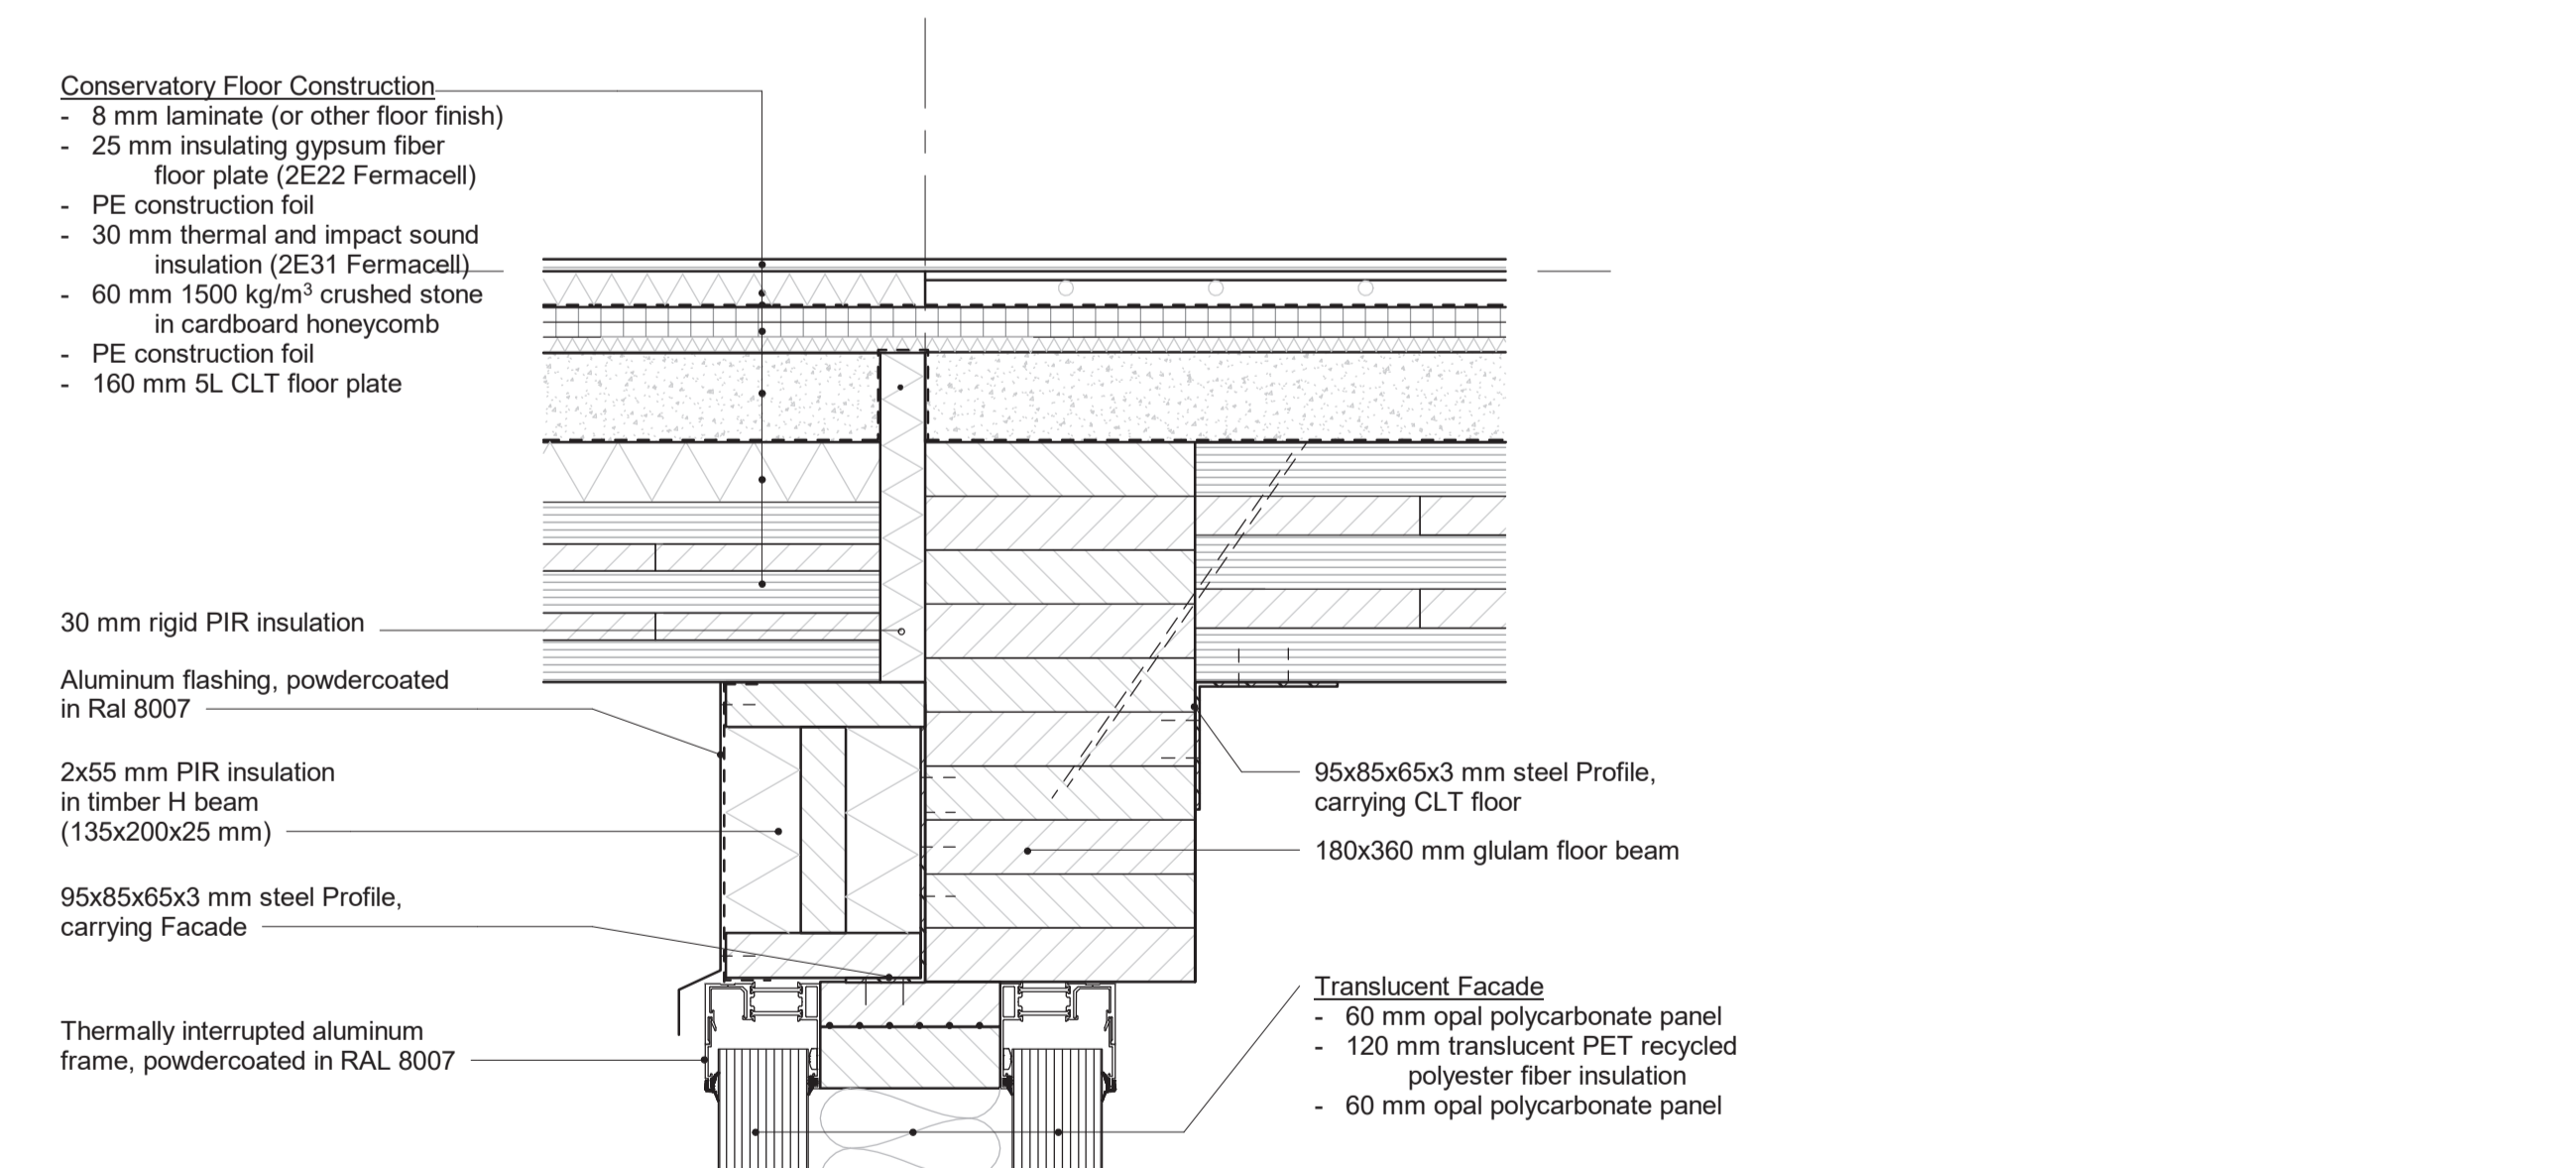 Conservatory Floor Construction
- 8 mm laminate (or other floor finish)
- 25 mm insulating gypsum fiber
floor plate (2E22 Fermacell)
- PE construction foil
- 30 mm thermal and impact sound
insulation (2E31 Fermacell)
- 60 mm 1500 kg/m³ crushed stone
in cardboard honeycomb
- PE construction foil
- 160 mm 5L CLT floor plate
30 mm rigid PIR insulation
Aluminum flashing, powdercoated
in Ral 8007
2x55 mm PIR insulation
in timber H beam
(135x200x25 mm)
95x85x65x3 mm steel Profile,
carrying Facade
Thermally interrupted aluminum
frame, powdercoated in RAL 8007
95x85x65x3 mm steel Profile,
carrying CLT floor
180x360 mm glulam floor beam
Translucent Facade
- 60 mm opal polycarbonate panel
- 120 mm translucent PET recycled
polyester fiber insulation
- 60 mm opal polycarbonate panel